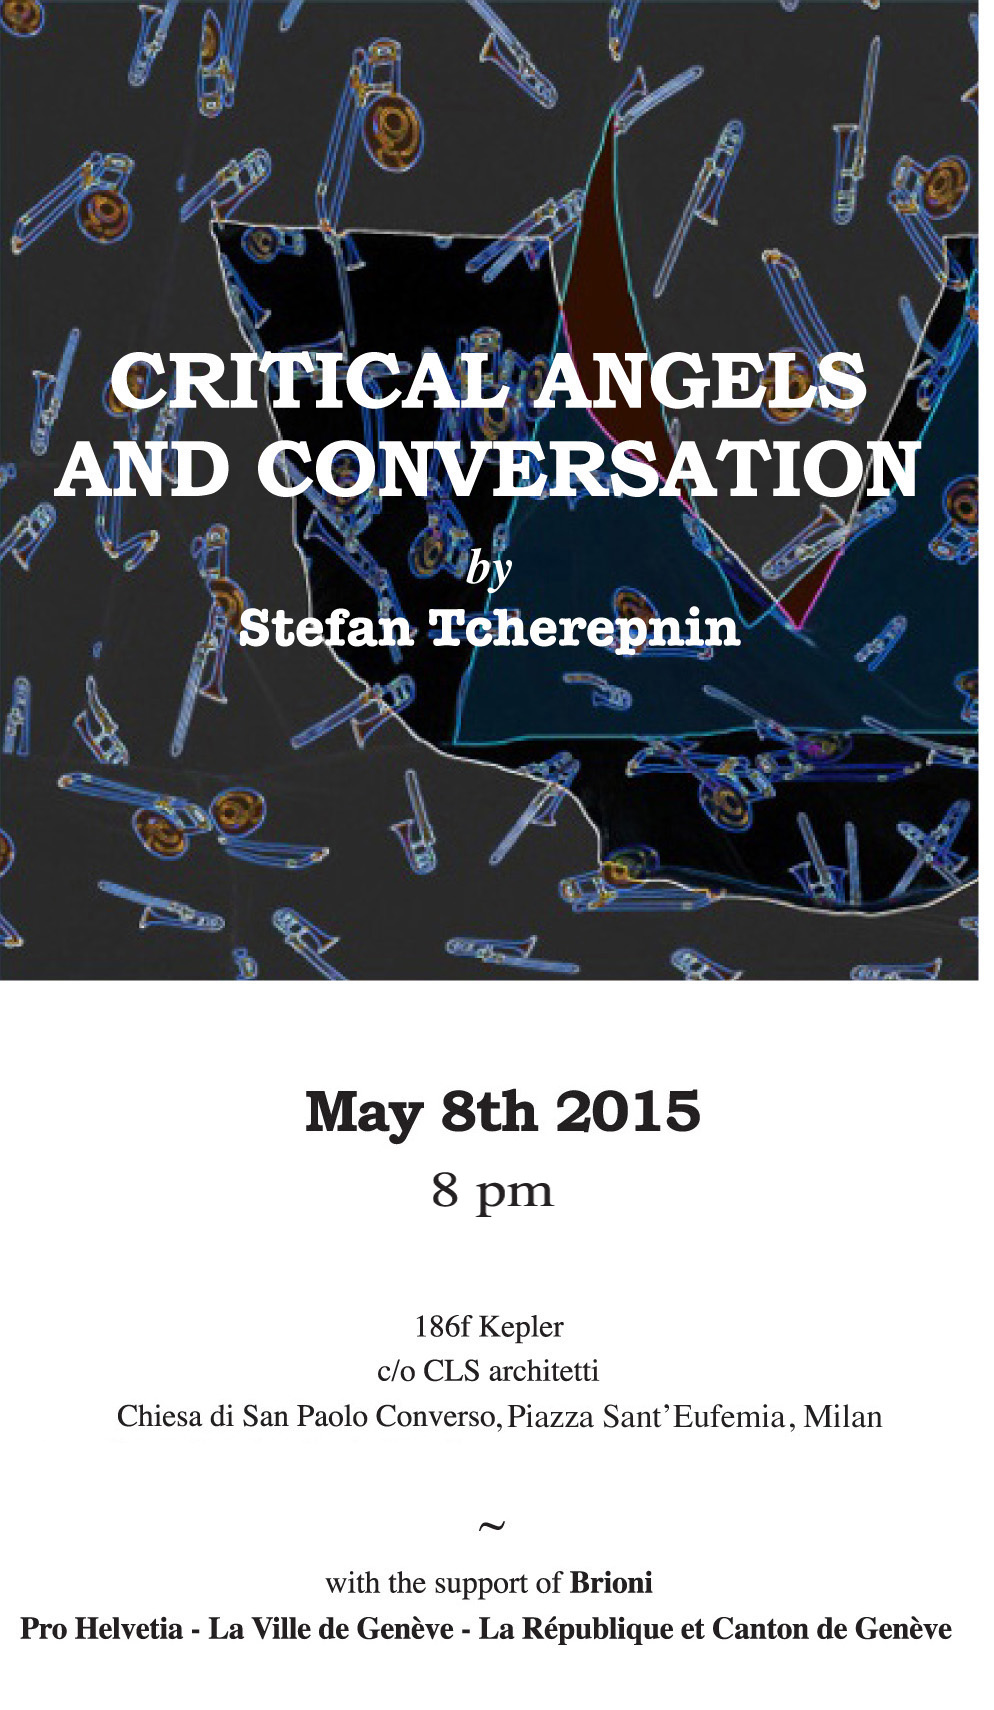 CRITICAL ANGELS
AND CONVERSATION
by
Stefan Tcherepnin
May 8th 2015
8 pm
186f Kepler
c/o CLS architetti
Chiesa di San Paolo Converso, Piazza Sant’Eufemia, Milan
~
with the support of Brioni
Pro Helvetia - La Ville de Genève - La République et Canton de Genève